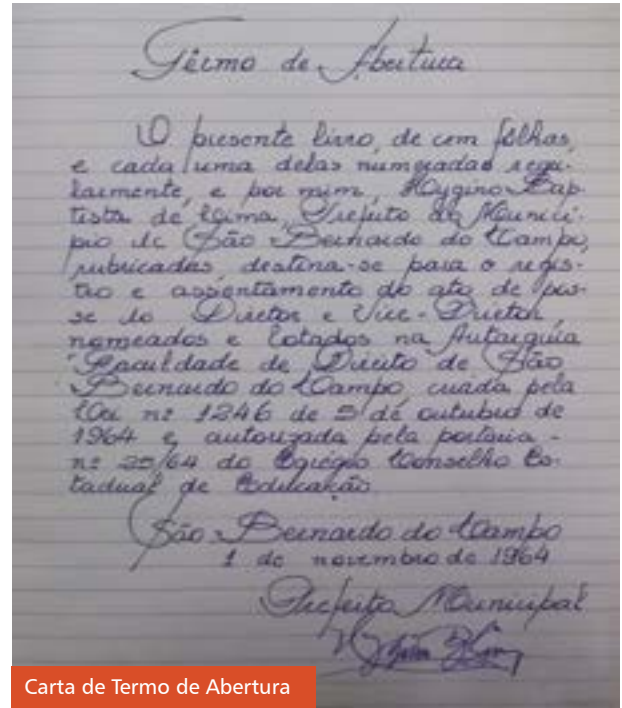 Têrmo de Abertura
O presente livro, de cem fôlhas,
e cada uma delas numeradas regu-
larmente, e por mim, Hygino Bap-
tista de Lima, Prefeito do Municí-
pio de São Bernardo do Campo,
rubricadas, destina-se para o regis-
tro e assentamento do ato de pos-
se do Diretor e Vice-Diretor,
nomeados e lotados na Autarquia
Faculdade de Direito de São
Bernardo do Campo, criada pela
Lei nº 1246 de 5 de outubro de
1964 e autorizada pela portaria -
nº 25/64 do Egrégio Conselho Es-
tadual de Educação.
São Bernardo do Campo
1 de novembro de 1964
Prefeito Municipal
Carta de Termo de Abertura